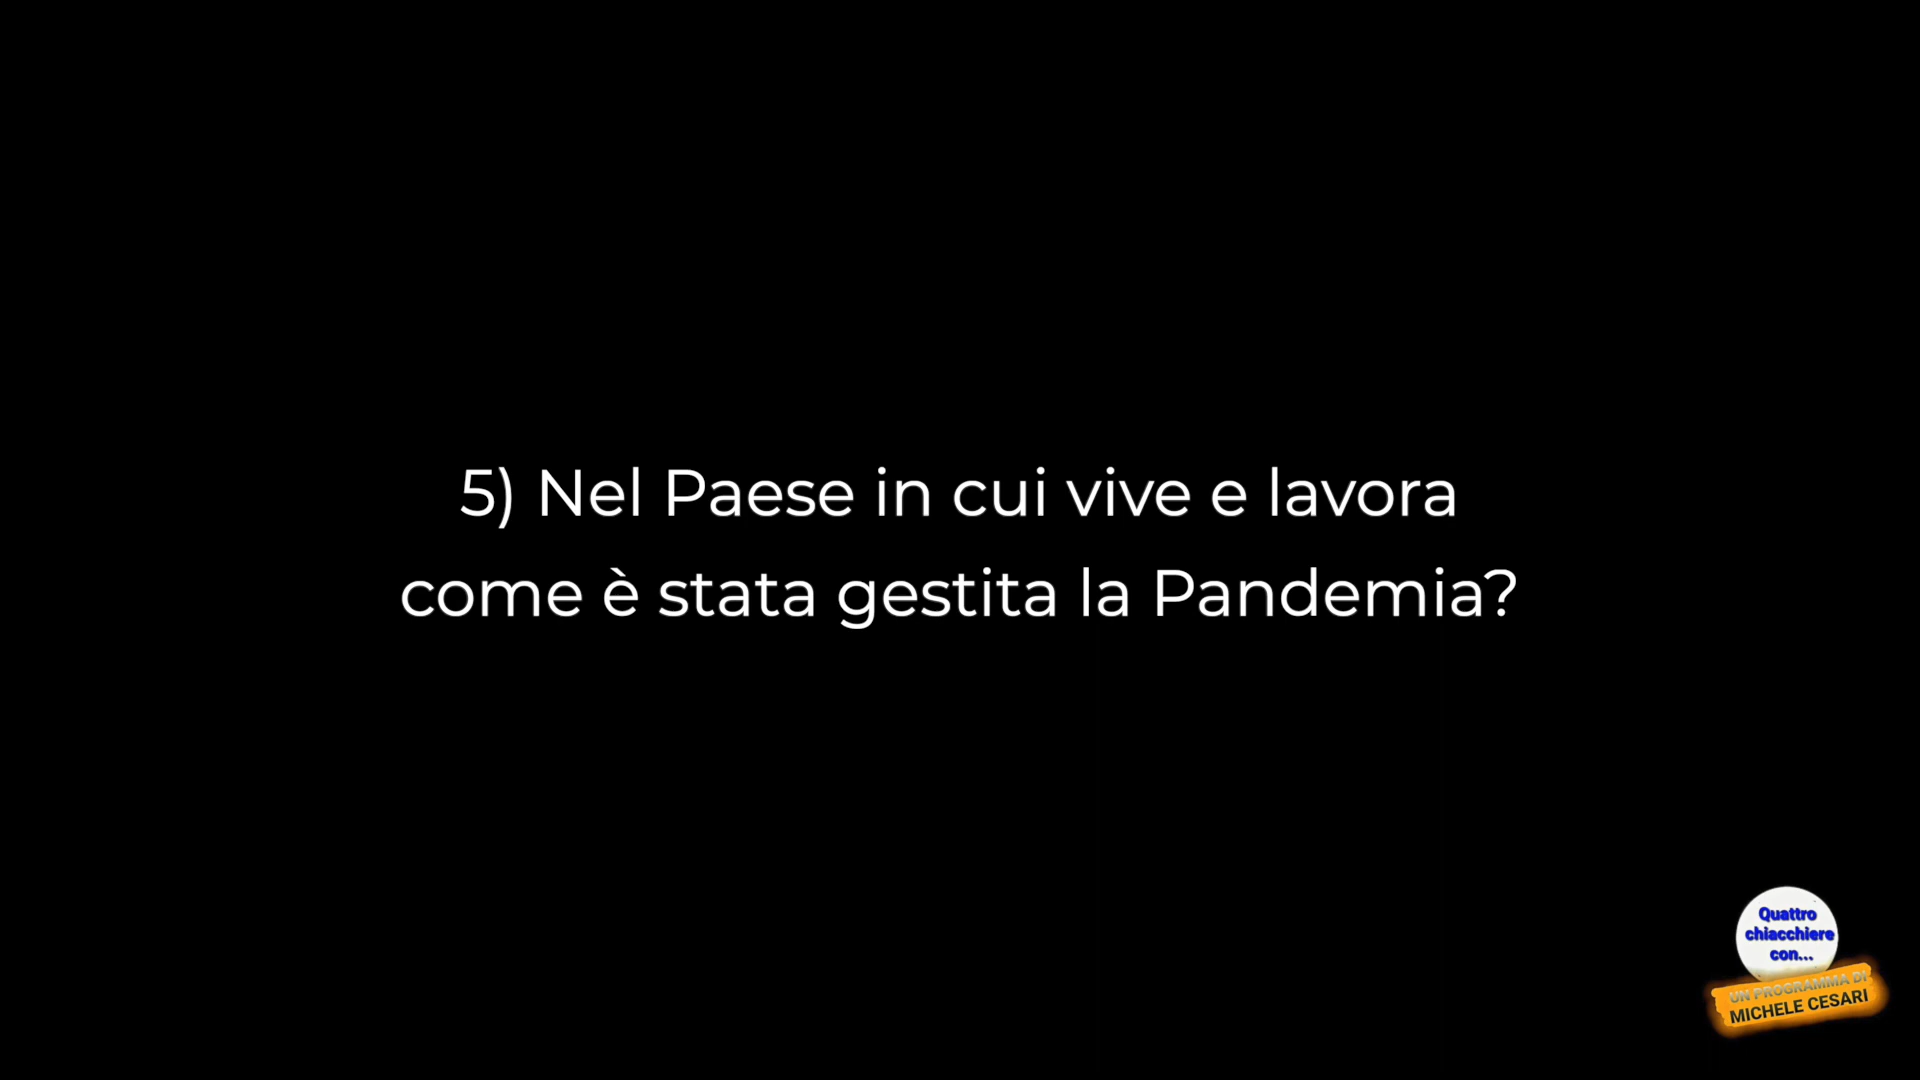 5) Nel Paese in cui vive e lavora
come è stata gestita la Pandemia?
Quattro
chiacchiere
con...
UN PROGRAMMA DI
MICHELE CESARI